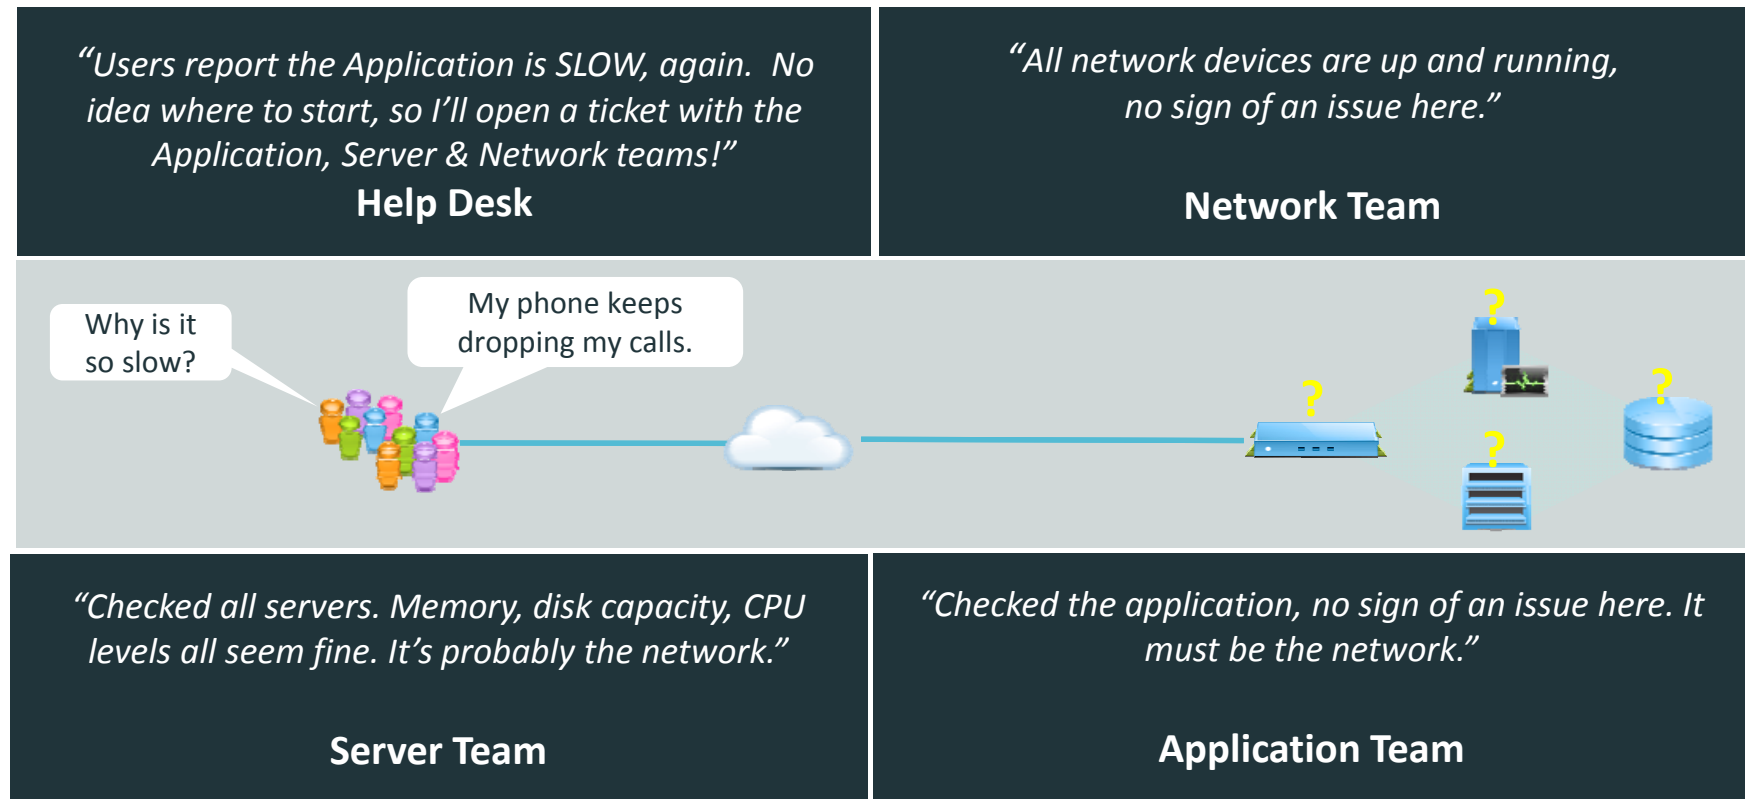 “Users report the Application is SLOW, again.  No
idea where to start, so I’ll open a ticket with the
Application, Server & Network teams!”
Help Desk
“All network devices are up and running,
no sign of an issue here.”
Network Team
Why is it
so slow?
My phone keeps
dropping my calls.
?
?
?
?
“Checked all servers. Memory, disk capacity, CPU
levels all seem fine. It’s probably the network.”
Server Team
“Checked the application, no sign of an issue here. It
must be the network.”
Application Team